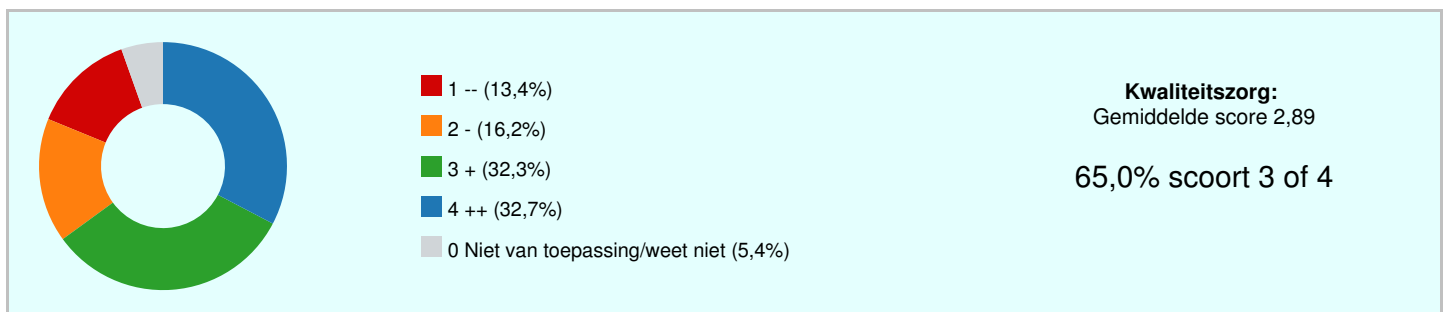 1 -- (13,4%)
2 - (16,2%)
3 + (32,3%)
4 ++ (32,7%)
0 Niet van toepassing/weet niet (5,4%)
Kwaliteitszorg:
Gemiddelde score 2,89
65,0% scoort 3 of 4